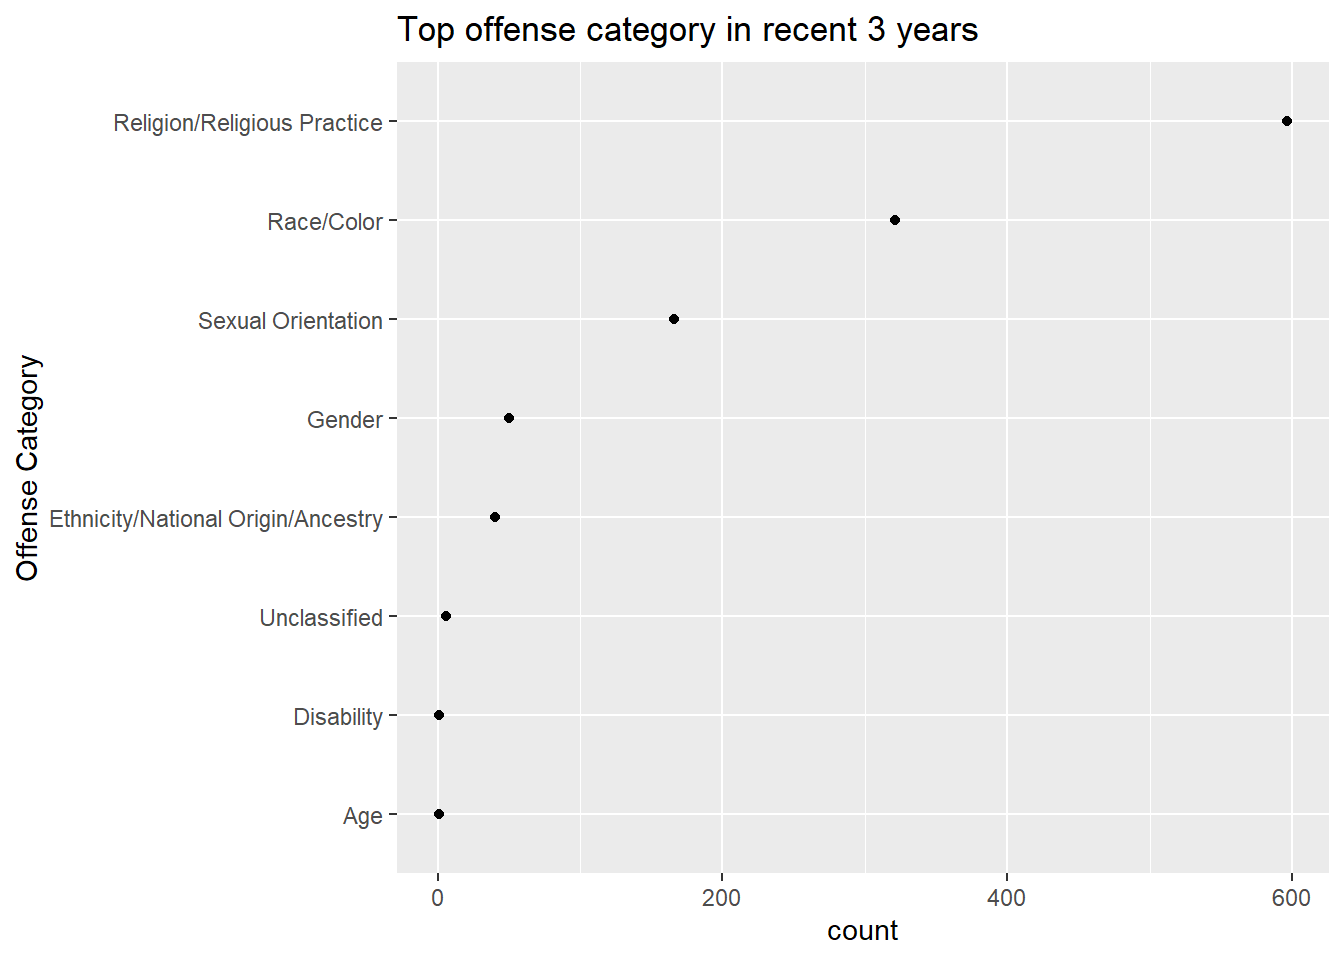 Top offense category in recent 3 years
Offense Category
Religion/Religious Practice
Race/Color
Sexual Orientation
Gender
Ethnicity/National Origin/Ancestry
Unclassified
Disability
Age
0 200 400 600
count